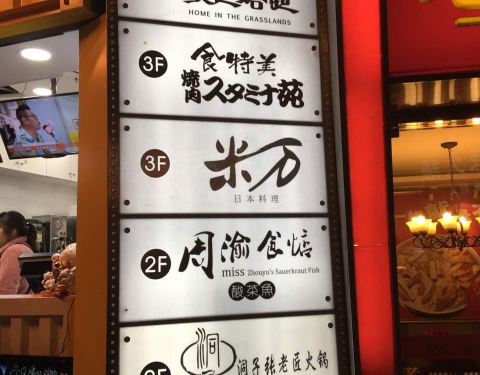 HOME IN THE GRASSLANDS
3F
食特美
焼肉
スタミナ苑
3F
米万
日本料理
2F
周渝食馆
miss Zhouyu's Sauerkraut Fish
酸菜魚
洞
洞子张老匠火锅